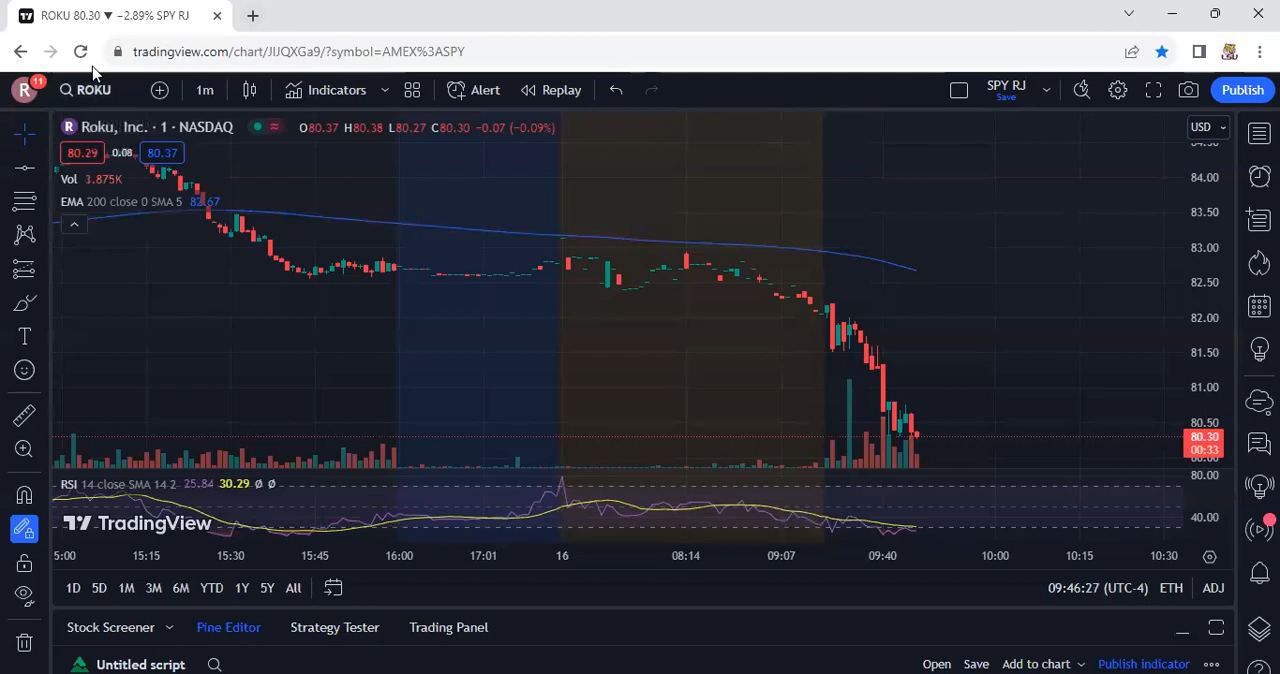 ROKU 80.30 ▼ −2.89% SPY RJ
tradingview.com/chart/JIJQXGa9/?symbol=AMEX%3ASPY
R 11 ROKU 1m Indicators Alert Replay SPY RJ Save Publish
R Roku, Inc. · 1 · NASDAQ O80.37 H80.38 L80.27 C80.30 −0.07 (−0.09%) USD
80.29 0.08 80.37
Vol 3.875K
EMA 200 close 0 SMA 5 82.67
84.50
84.00
83.50
83.00
82.50
82.00
81.50
81.00
80.50
80.30
00:33
80.00
RSI 14 close SMA 14 2 25.84 30.29 Ø Ø
80.00
40.00
TradingView
5:00 15:15 15:30 15:45 16:00 17:01 16 08:14 09:07 09:40 10:00 10:15 10:30
1D 5D 1M 3M 6M YTD 1Y 5Y All 09:46:27 (UTC-4) ETH ADJ
Stock Screener Pine Editor Strategy Tester Trading Panel
Untitled script Open Save Add to chart Publish indicator